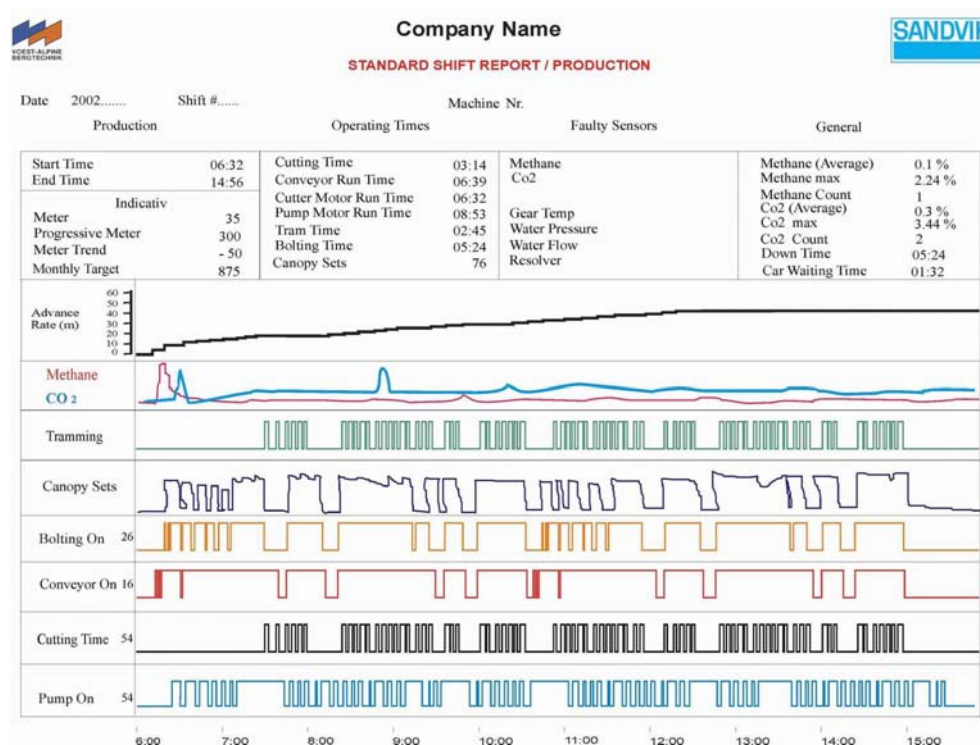 Company Name
VOEST-ALPINE
BERGTECHNIK
SANDVIK
STANDARD SHIFT REPORT / PRODUCTION
Date 2002....... Shift #...... Machine Nr.
Production Operating Times Faulty Sensors General
Start Time 06:32
End Time 14:56
Indicativ
Meter 35
Progressive Meter 300
Meter Trend - 50
Monthly Target 875
Cutting Time 03:14
Conveyor Run Time 06:39
Cutter Motor Run Time 06:32
Pump Motor Run Time 08:53
Tram Time 02:45
Bolting Time 05:24
Canopy Sets 76
Methane
Co2
Gear Temp
Water Pressure
Water Flow
Resolver
Methane (Average) 0.1 %
Methane max 2.24 %
Methane Count 1
Co2 (Average) 0.3 %
Co2 max 3.44 %
Co2 Count 2
Down Time 05:24
Car Waiting Time 01:32
Advance
Rate (m)
60
50
40
30
20
10
0
Methane
CO 2
Tramming
Canopy Sets
Bolting On 26
Conveyor On 16
Cutting Time 54
Pump On 54
6:00 7:00 8:00 9:00 10:00 11:00 12:00 13:00 14:00 15:00